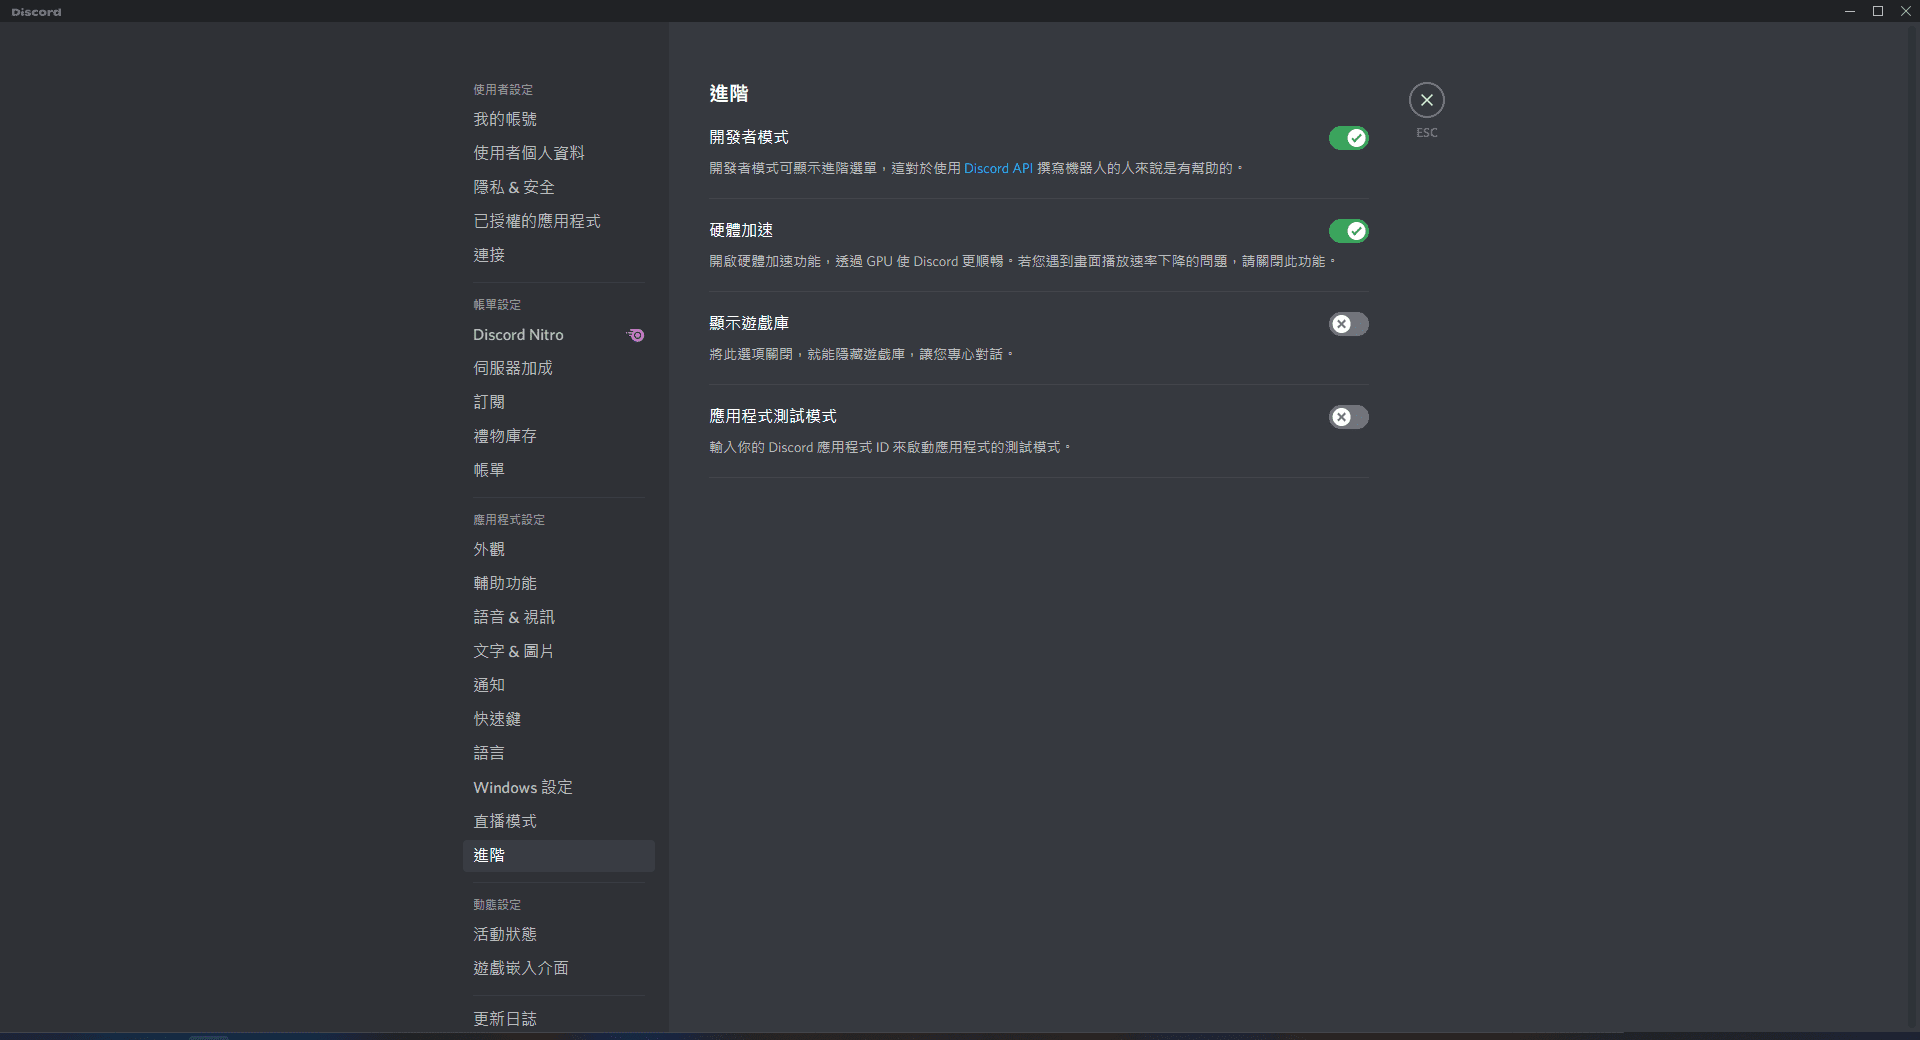 Discord
使用者設定
我的帳號
使用者個人資料
隱私 & 安全
已授權的應用程式
連接
帳單設定
Discord Nitro
伺服器加成
訂閱
禮物庫存
帳單
應用程式設定
外觀
輔助功能
語音 & 視訊
文字 & 圖片
通知
快速鍵
語言
Windows 設定
直播模式
進階
動態設定
活動狀態
遊戲嵌入介面
更新日誌
進階
開發者模式
開發者模式可顯示進階選單，這對於使用 Discord API 撰寫機器人的人來說是有幫助的。
硬體加速
開啟硬體加速功能，透過 GPU 使 Discord 更順暢。若您遇到畫面播放速率下降的問題，請關閉此功能。
顯示遊戲庫
將此選項關閉，就能隱藏遊戲庫，讓您專心對話。
應用程式測試模式
輸入你的 Discord 應用程式 ID 來啟動應用程式的測試模式。
ESC